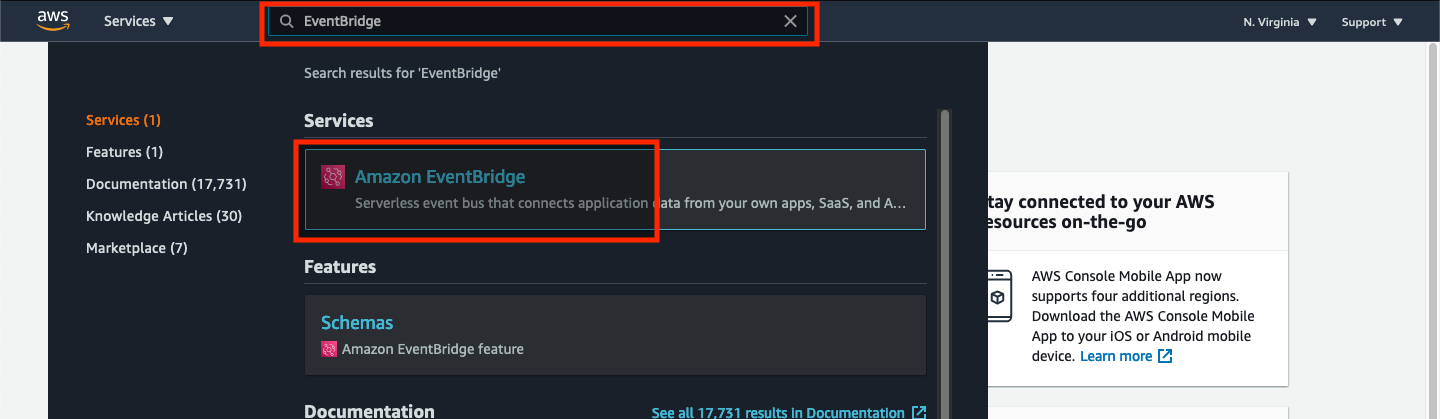 aws
Services ▼
EventBridge
N. Virginia ▼
Support ▼
Search results for 'EventBridge'
Services (1)
Features (1)
Documentation (17,731)
Knowledge Articles (30)
Marketplace (7)
Services
Amazon EventBridge
Serverless event bus that connects application data from your own apps, SaaS, and A...
Features
Schemas
Amazon EventBridge feature
Documentation
See all 17,731 results in Documentation
tay connected to your AWS
esources on-the-go
AWS Console Mobile App now
supports four additional regions.
Download the AWS Console Mobile
App to your iOS or Android mobile
device. Learn more